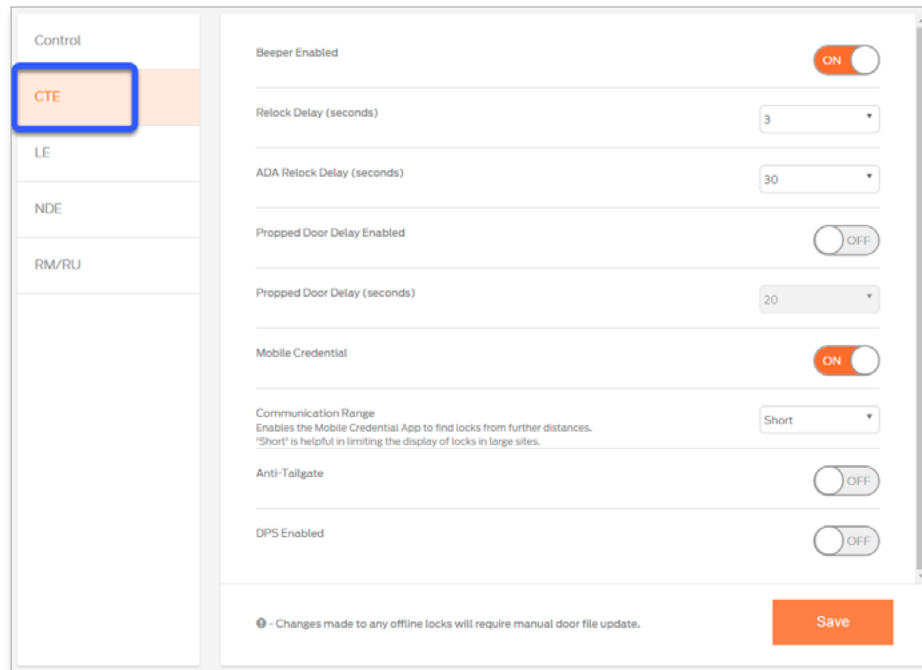 Control
CTE
LE
NDE
RM/RU
Beeper Enabled
ON
Relock Delay (seconds)
3
ADA Relock Delay (seconds)
30
Propped Door Delay Enabled
OFF
Propped Door Delay (seconds)
20
Mobile Credential
ON
Communication Range
Enables the Mobile Credential App to find locks from further distances.
"Short" is helpful in limiting the display of locks in large sites.
Short
Anti-Tailgate
OFF
DPS Enabled
OFF
- Changes made to any offline locks will require manual door file update.
Save